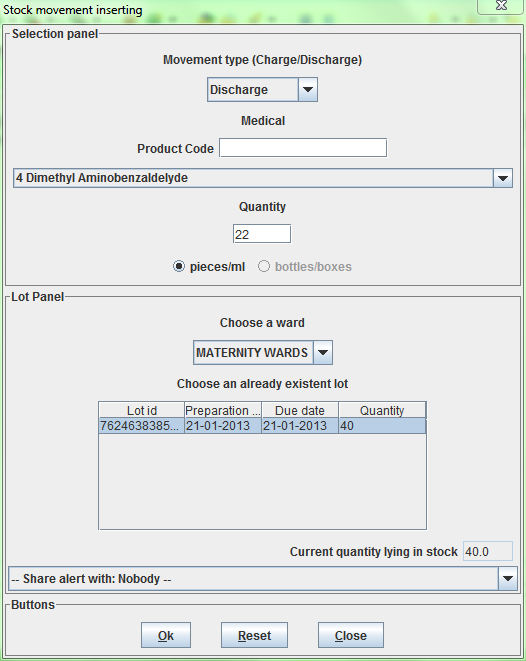 Stock movement inserting
Selection panel
Movement type (Charge/Discharge)
Discharge
Medical
Product Code
4 Dimethyl Aminobenzaldelyde
Quantity
22
pieces/ml bottles/boxes
Lot Panel
Choose a ward
MATERNITY WARDS
Choose an already existent lot
Lot id Preparation ... Due date Quantity
7624638385... 21-01-2013 21-01-2013 40
Current quantity lying in stock 40.0
-- Share alert with: Nobody --
Buttons
Ok Reset Close